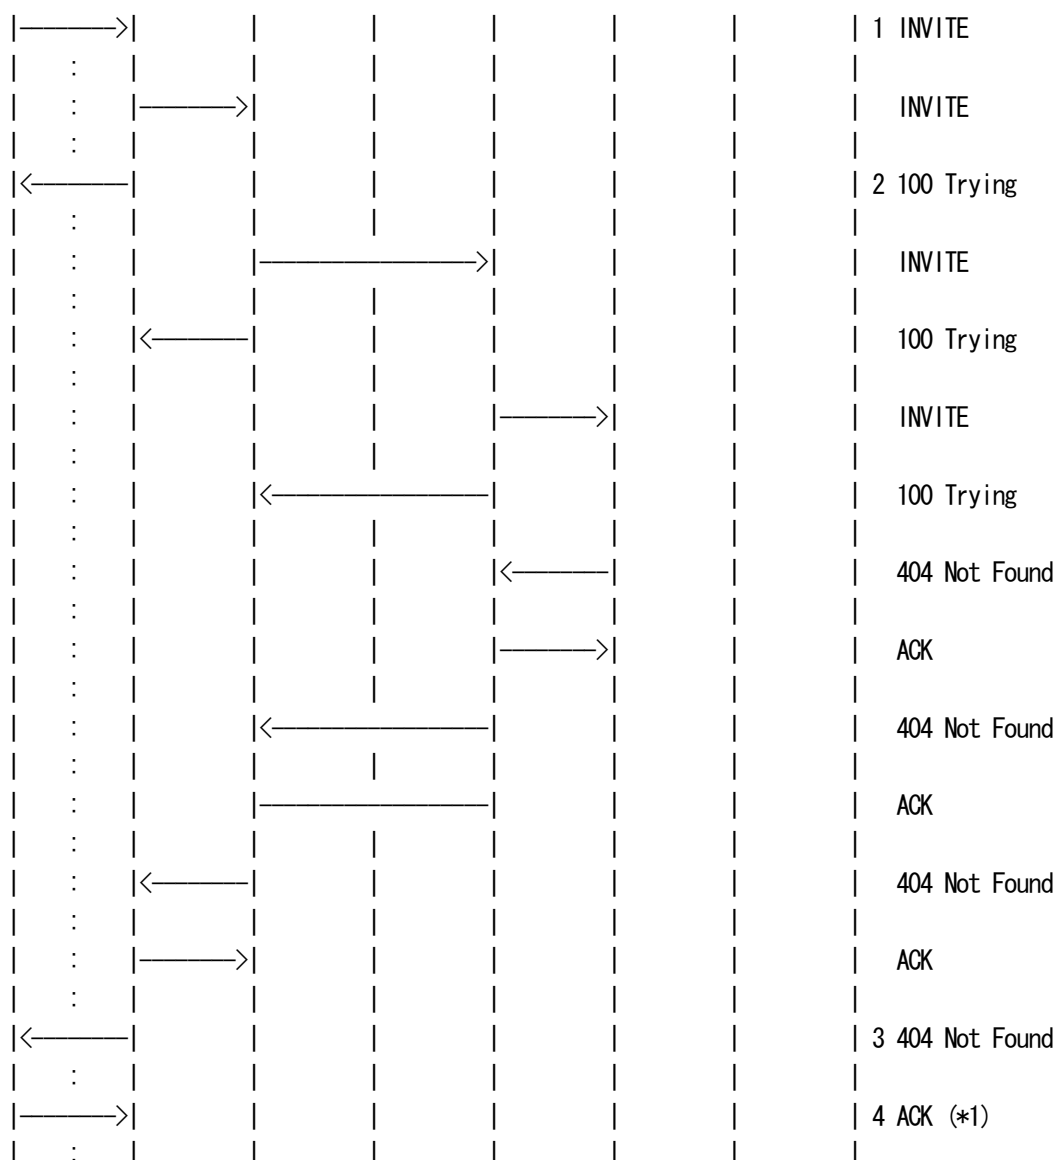 1 INVITE
INVITE
2 100 Trying
INVITE
100 Trying
INVITE
100 Trying
404 Not Found
ACK
404 Not Found
ACK
404 Not Found
ACK
3 404 Not Found
4 ACK (*1)